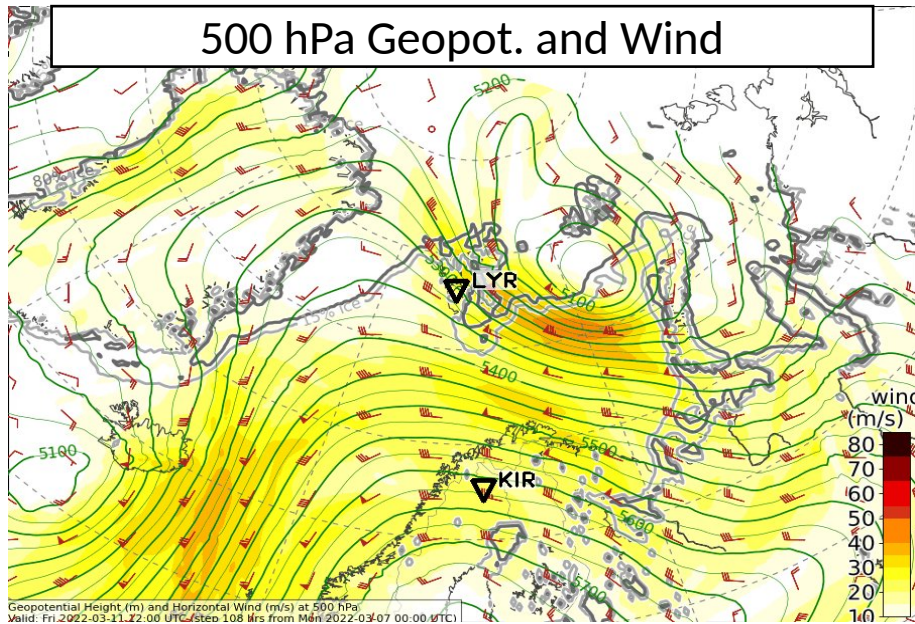 500 hPa Geopot. and Wind
5200
80% ice
LYR
5100
15% ice
5400
wind
(m/s)
5100
5500
KIR
5600
5700
80
70
60
50
40
30
20
10
Geopotential Height (m) and Horizontal Wind (m/s) at 500 hPa
Valid: Fri 2022-03-11 12:00 UTC (step 108 hrs from Mon 2022-03-07 00:00 UTC)